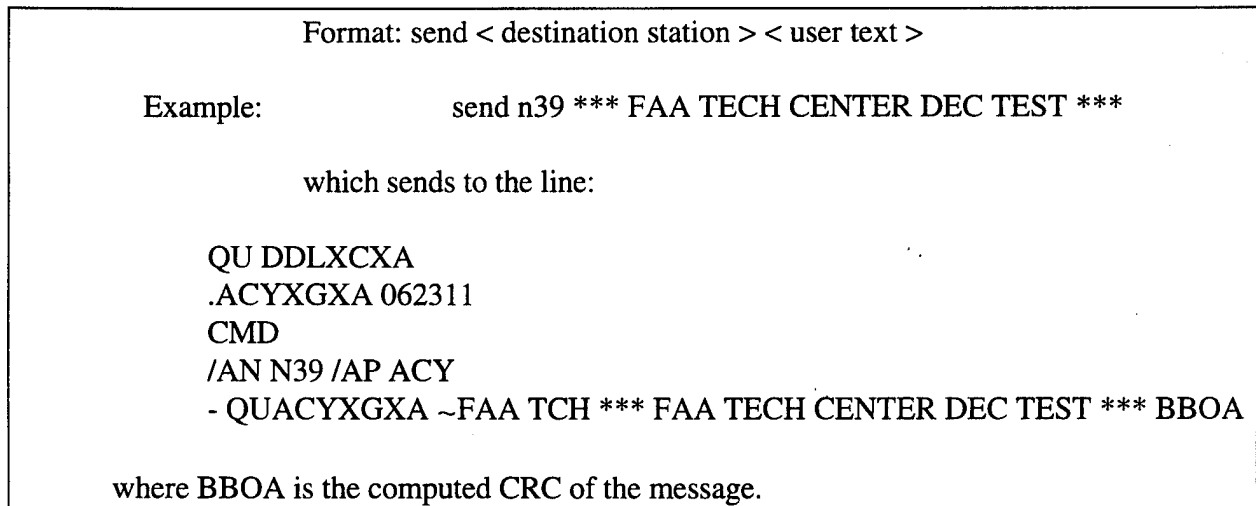 Format: send < destination station > < user text >
Example: send n39 *** FAA TECH CENTER DEC TEST ***
which sends to the line:
QU DDLXCXA
.ACYXGXA 062311
CMD
/AN N39 /AP ACY
- QUACYXGXA ~FAA TCH *** FAA TECH CENTER DEC TEST *** BBOA
where BBOA is the computed CRC of the message.